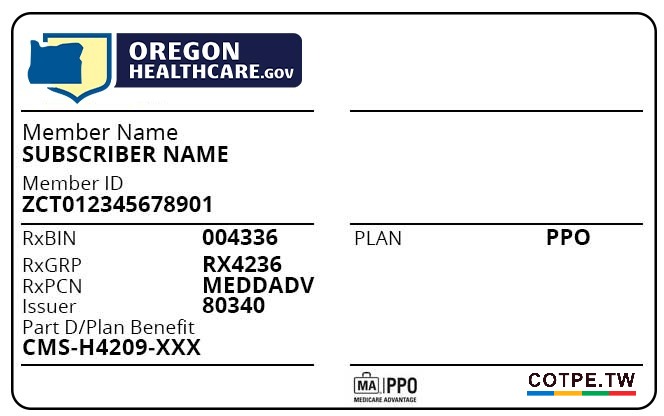 OREGON
HEALTHCARE.GOV
Member Name
SUBSCRIBER NAME
Member ID
ZCT012345678901
RxBIN 004336 PLAN PPO
RxGRP RX4236
RxPCN MEDDADV
Issuer 80340
Part D/Plan Benefit
CMS-H4209-XXX
MA PPO
MEDICARE ADVANTAGE
COTPE.TW